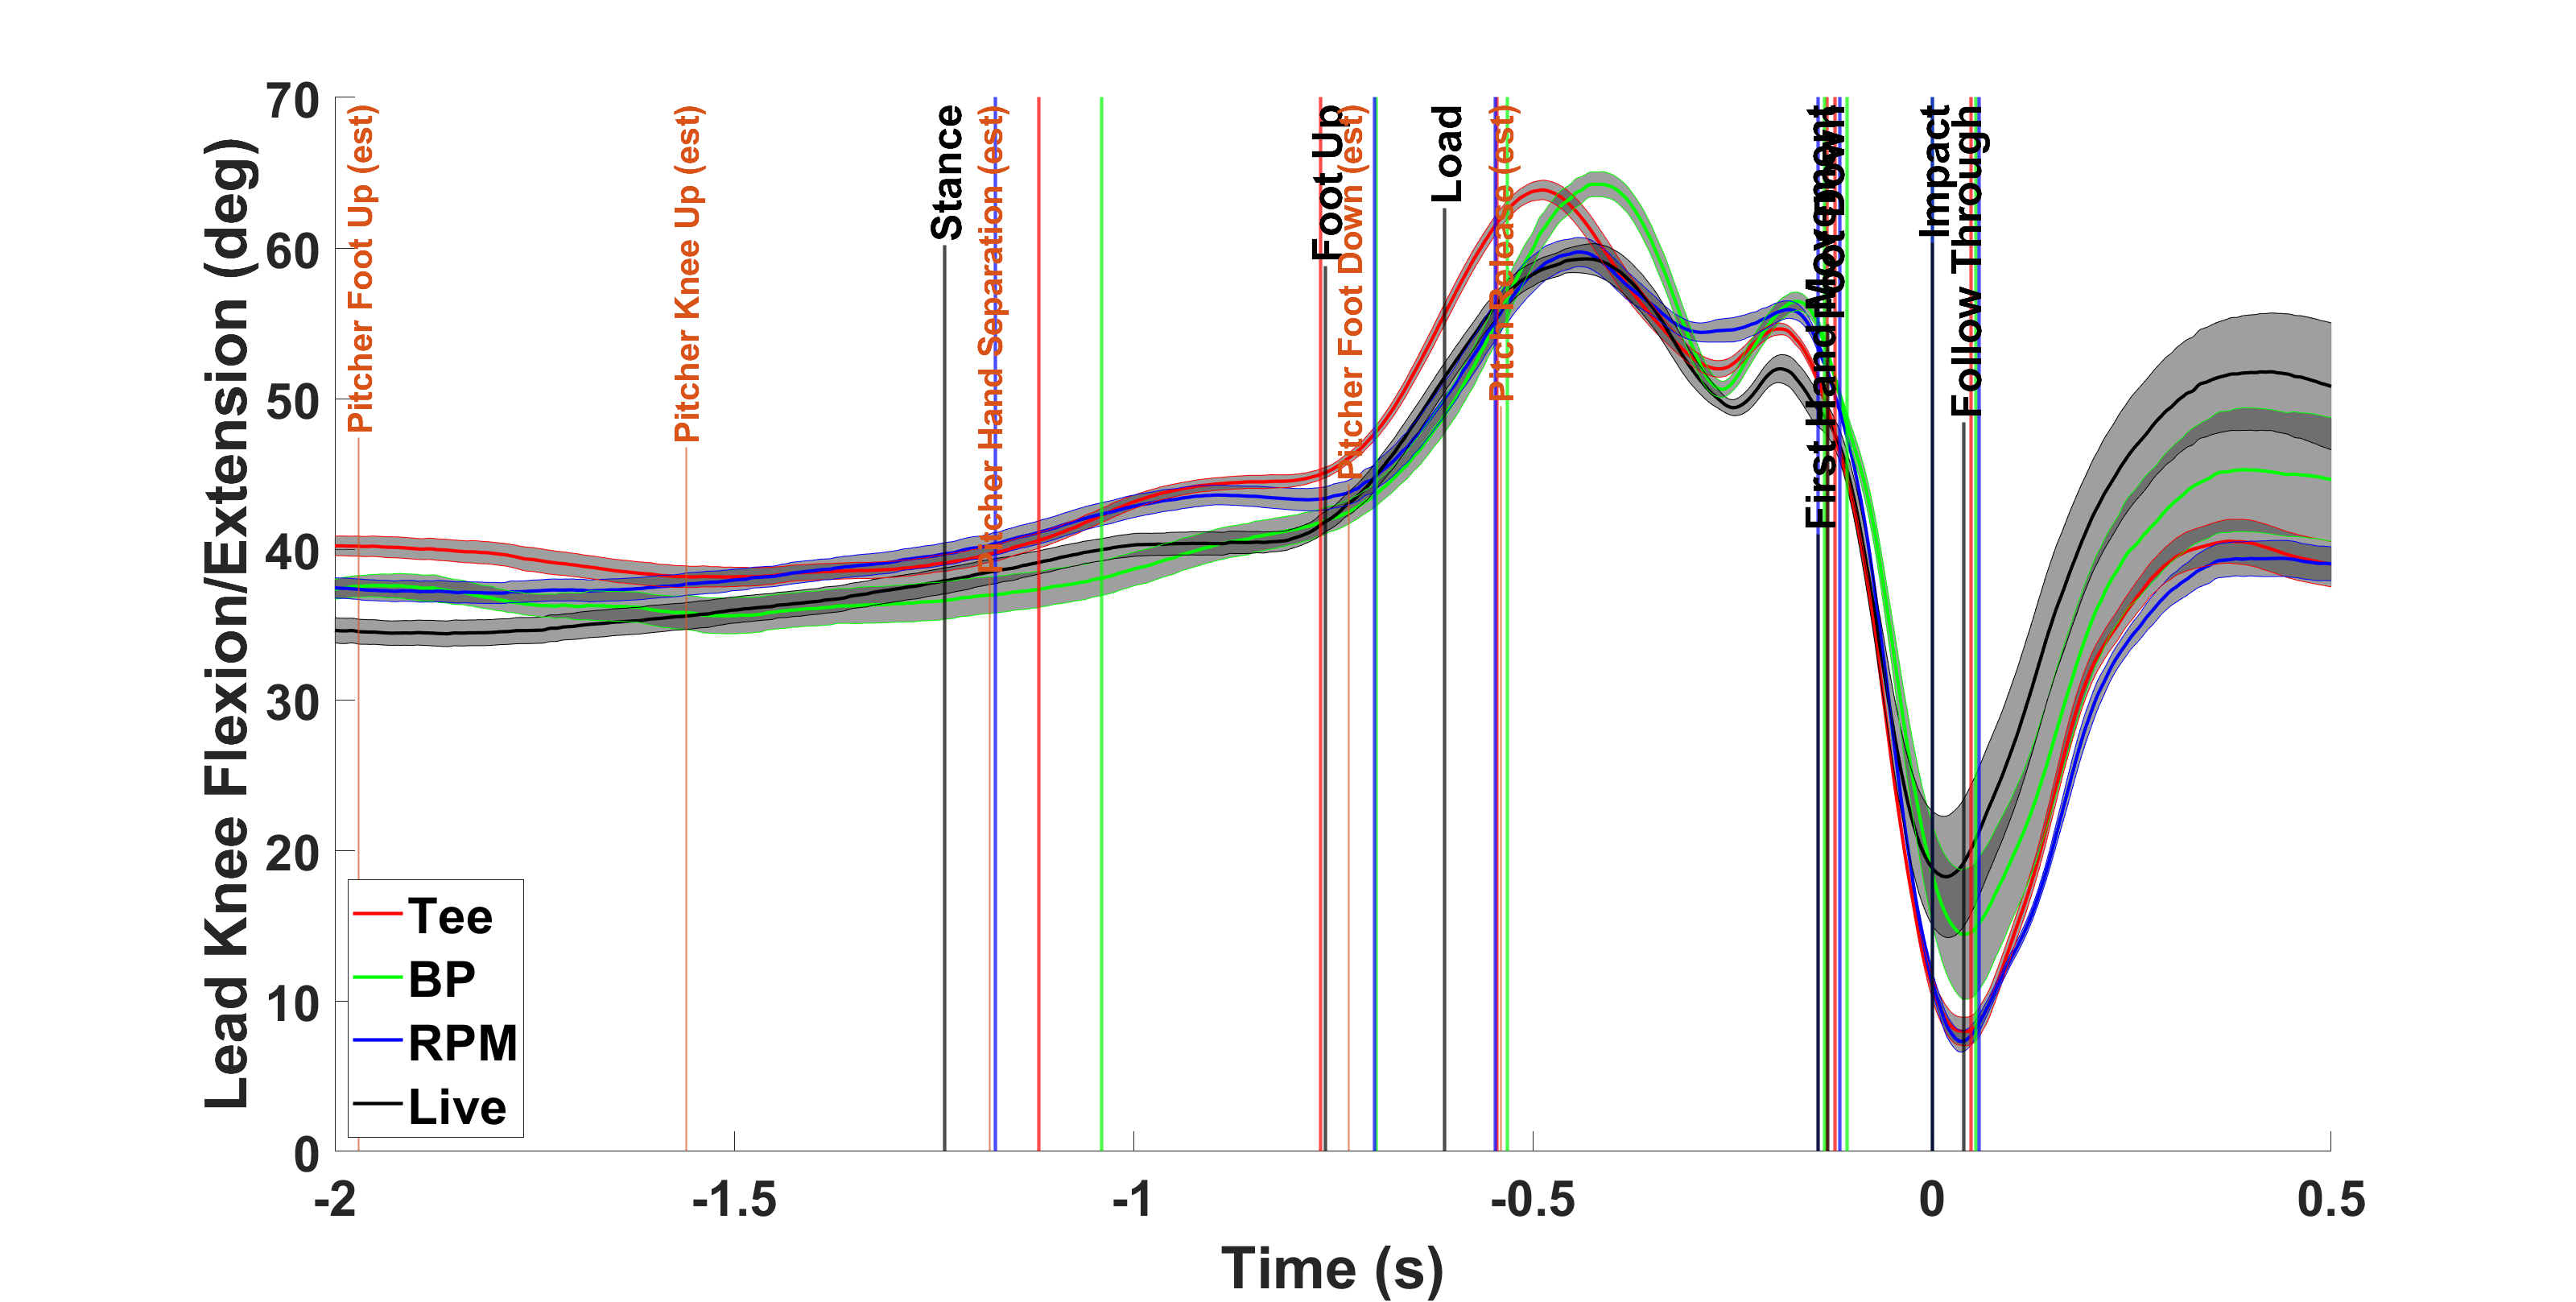 Lead Knee Flexion/Extension (deg)
70
60
50
40
30
20
10
0
Pitcher Foot Up (est)
Pitcher Knee Up (est)
Stance
Pitcher Hand Separation (est)
Foot Up
Pitcher Foot Down (est)
Load
Pitch Release (est)
First Hand Movement
Foot Down
Impact
Follow Through
Tee
BP
RPM
Live
-2
-1.5
-1
-0.5
0
0.5
Time (s)